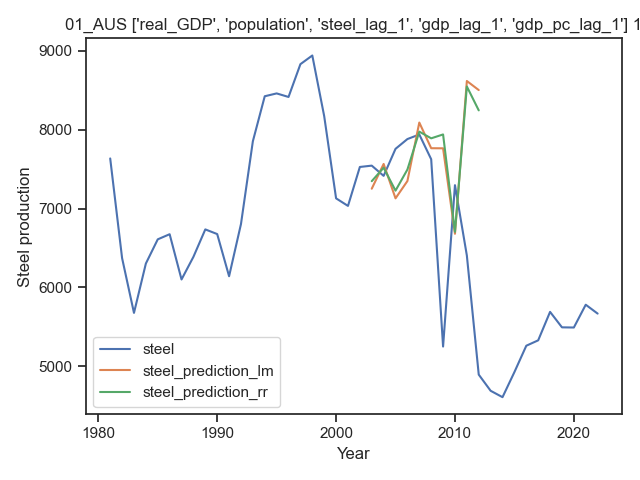 01_AUS ['real_GDP', 'population', 'steel_lag_1', 'gdp_lag_1', 'gdp_pc_lag_1'] 1
9000
8000
7000
6000
5000
Steel production
steel
steel_prediction_lm
steel_prediction_rr
1980
1990
2000
2010
2020
Year